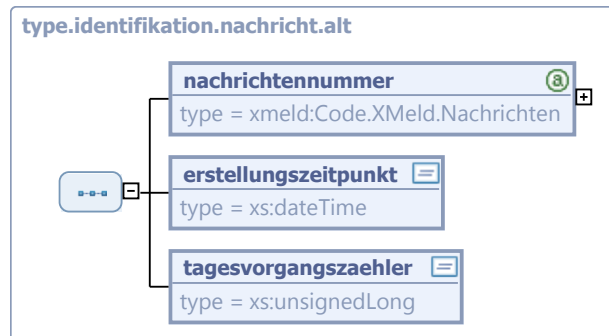 type.identifikation.nachricht.alt
nachrichtennummer
type = xmeld:Code.XMeld.Nachrichten
erstellungszeitpunkt
type = xs:dateTime
tagesvorgangszaehler
type = xs:unsignedLong